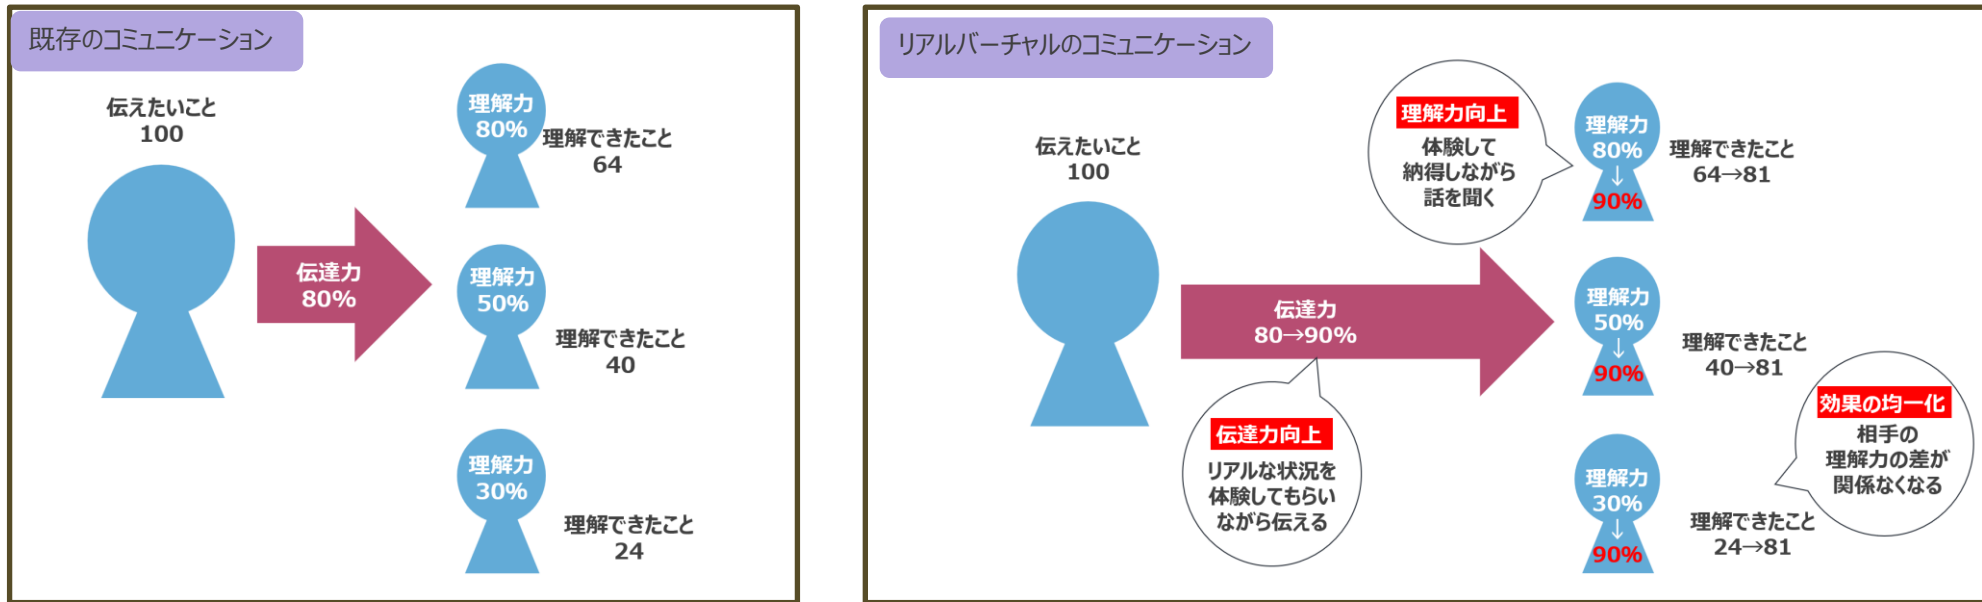 既存のコミュニケーション
伝えたいこと
100
伝達力
80%
理解力
80%
理解できたこと
64
理解力
50%
理解できたこと
40
理解力
30%
理解できたこと
24
リアルバーチャルのコミュニケーション
伝えたいこと
100
伝達力
80→90%
伝達力向上
リアルな状況を
体験してもらい
ながら伝える
理解力向上
体験して
納得しながら
話を聞く
理解力
80%
↓
90%
理解できたこと
64→81
理解力
50%
↓
90%
理解できたこと
40→81
効果の均一化
相手の
理解力の差が
関係なくなる
理解力
30%
↓
90%
理解できたこと
24→81